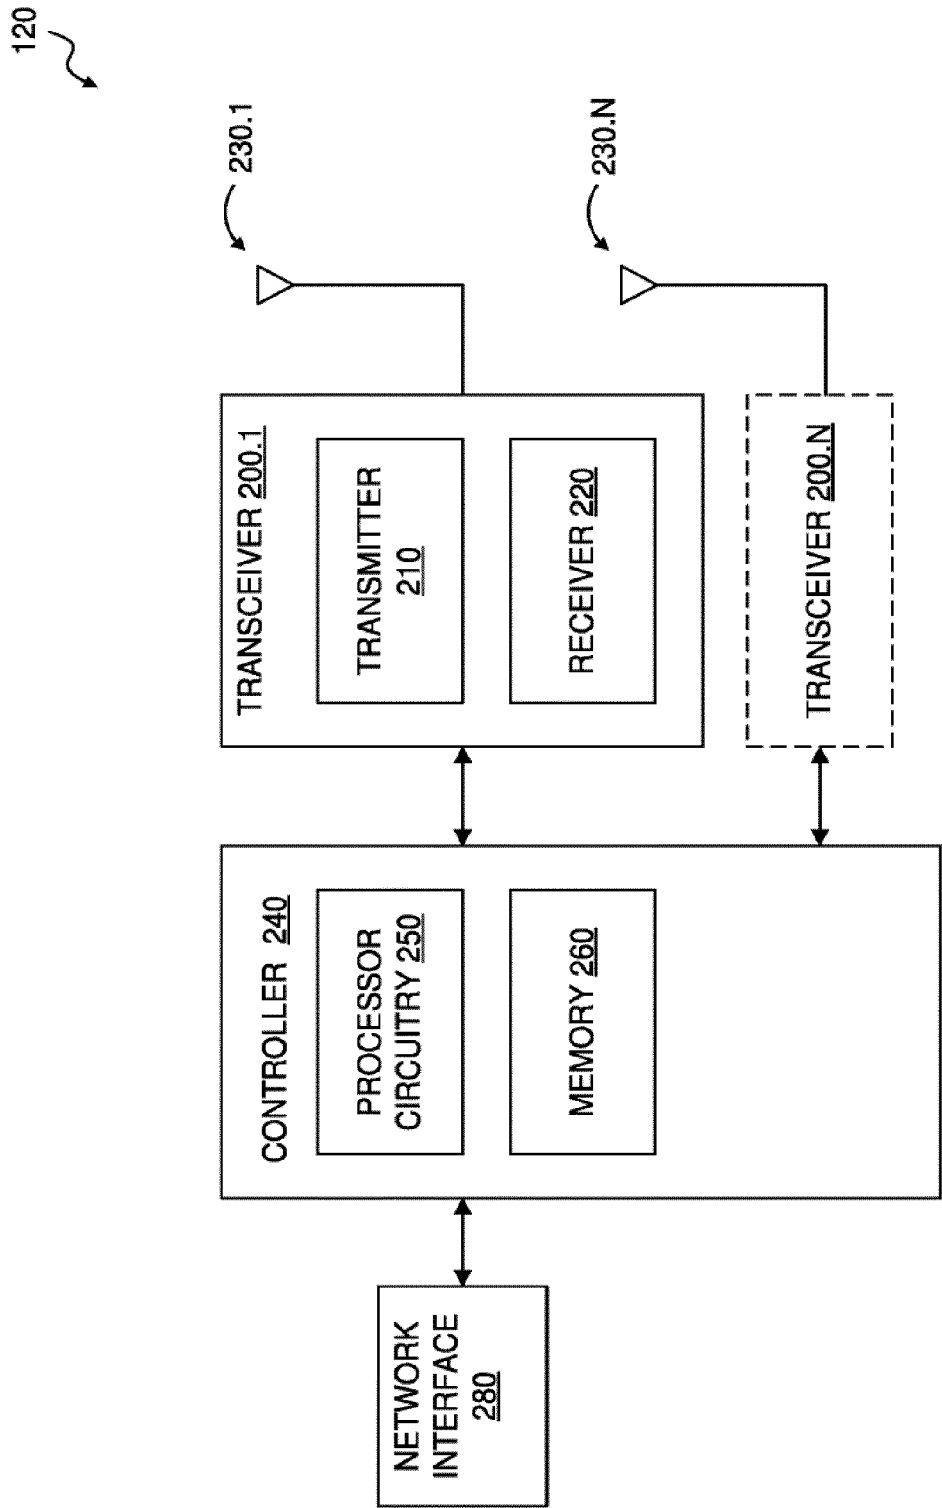 120
230.1
230.N
TRANSCEIVER 200.1
TRANSMITTER
210
RECEIVER 220
TRANSCEIVER 200.N
CONTROLLER 240
PROCESSOR
CIRCUITRY 250
MEMORY 260
NETWORK
INTERFACE
280